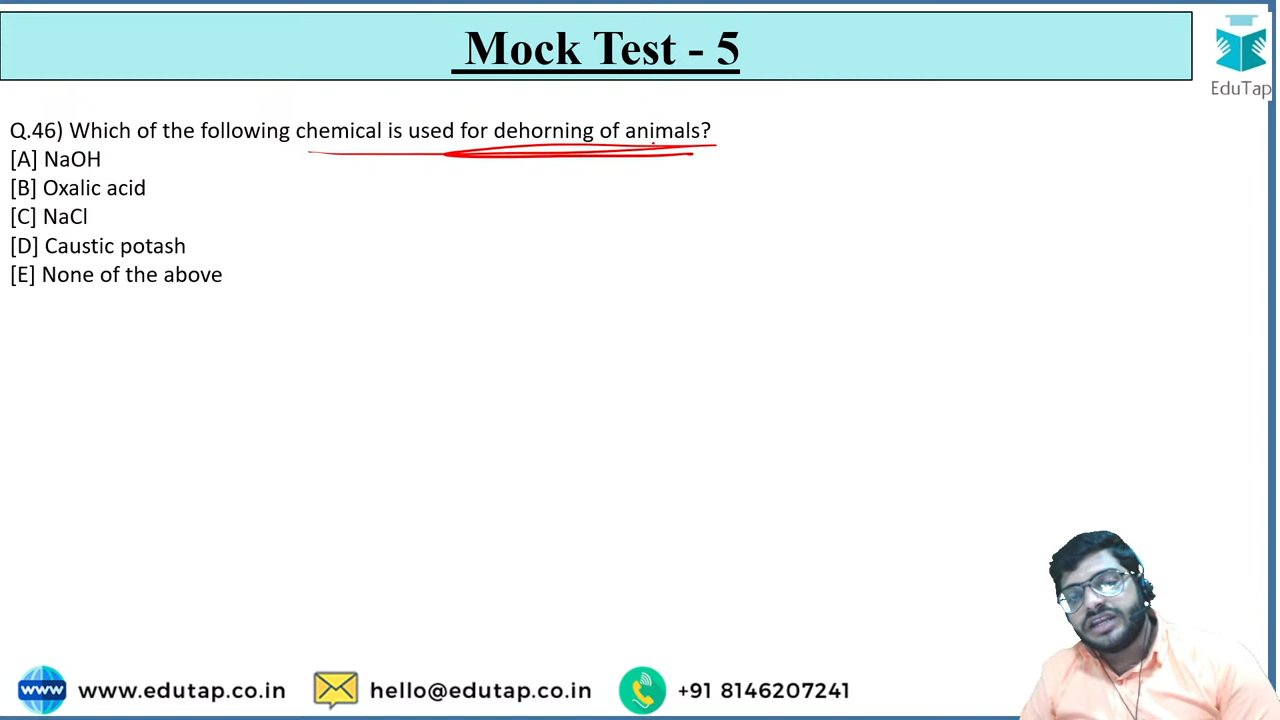 Mock Test - 5
EduTap
Q.46) Which of the following chemical is used for dehorning of animals?
[A] NaOH
[B] Oxalic acid
[C] NaCl
[D] Caustic potash
[E] None of the above
www www.edutap.co.in hello@edutap.co.in +91 8146207241